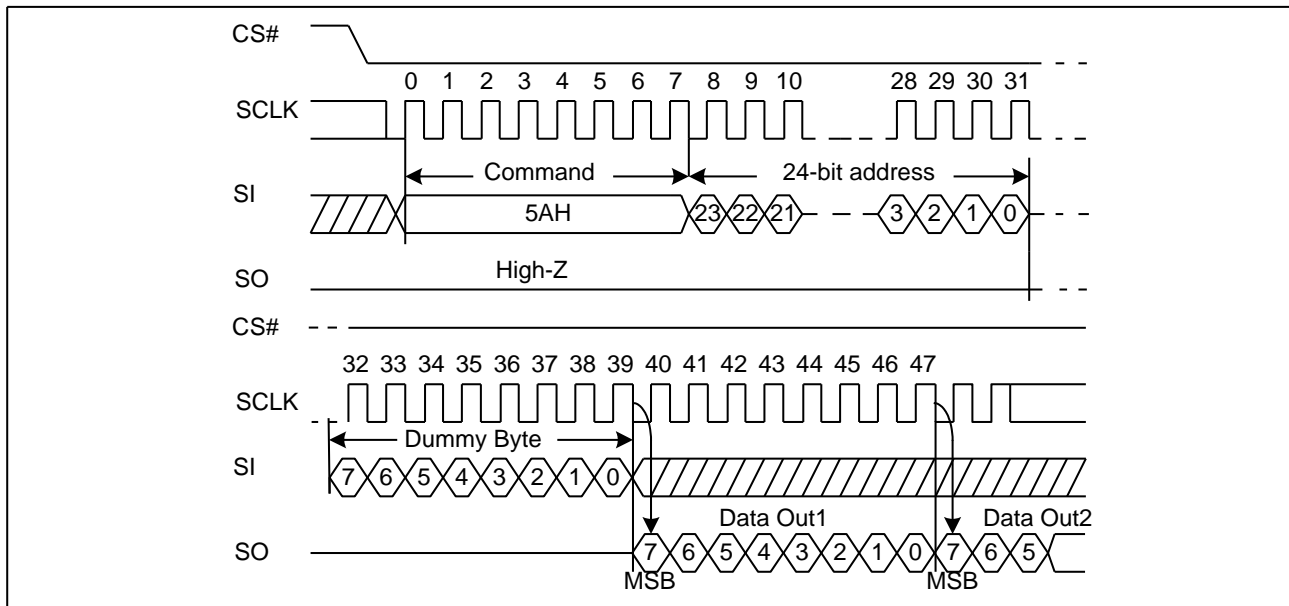 CS#
0 1 2 3 4 5 6 7 8 9 10 28 29 30 31
SCLK
Command 24-bit address
SI
5AH 23 22 21 3 2 1 0
High-Z
SO
CS#
32 33 34 35 36 37 38 39 40 41 42 43 44 45 46 47
SCLK
Dummy Byte
SI
7 6 5 4 3 2 1 0
Data Out1 Data Out2
SO
7 6 5 4 3 2 1 0 7 6 5
MSB MSB